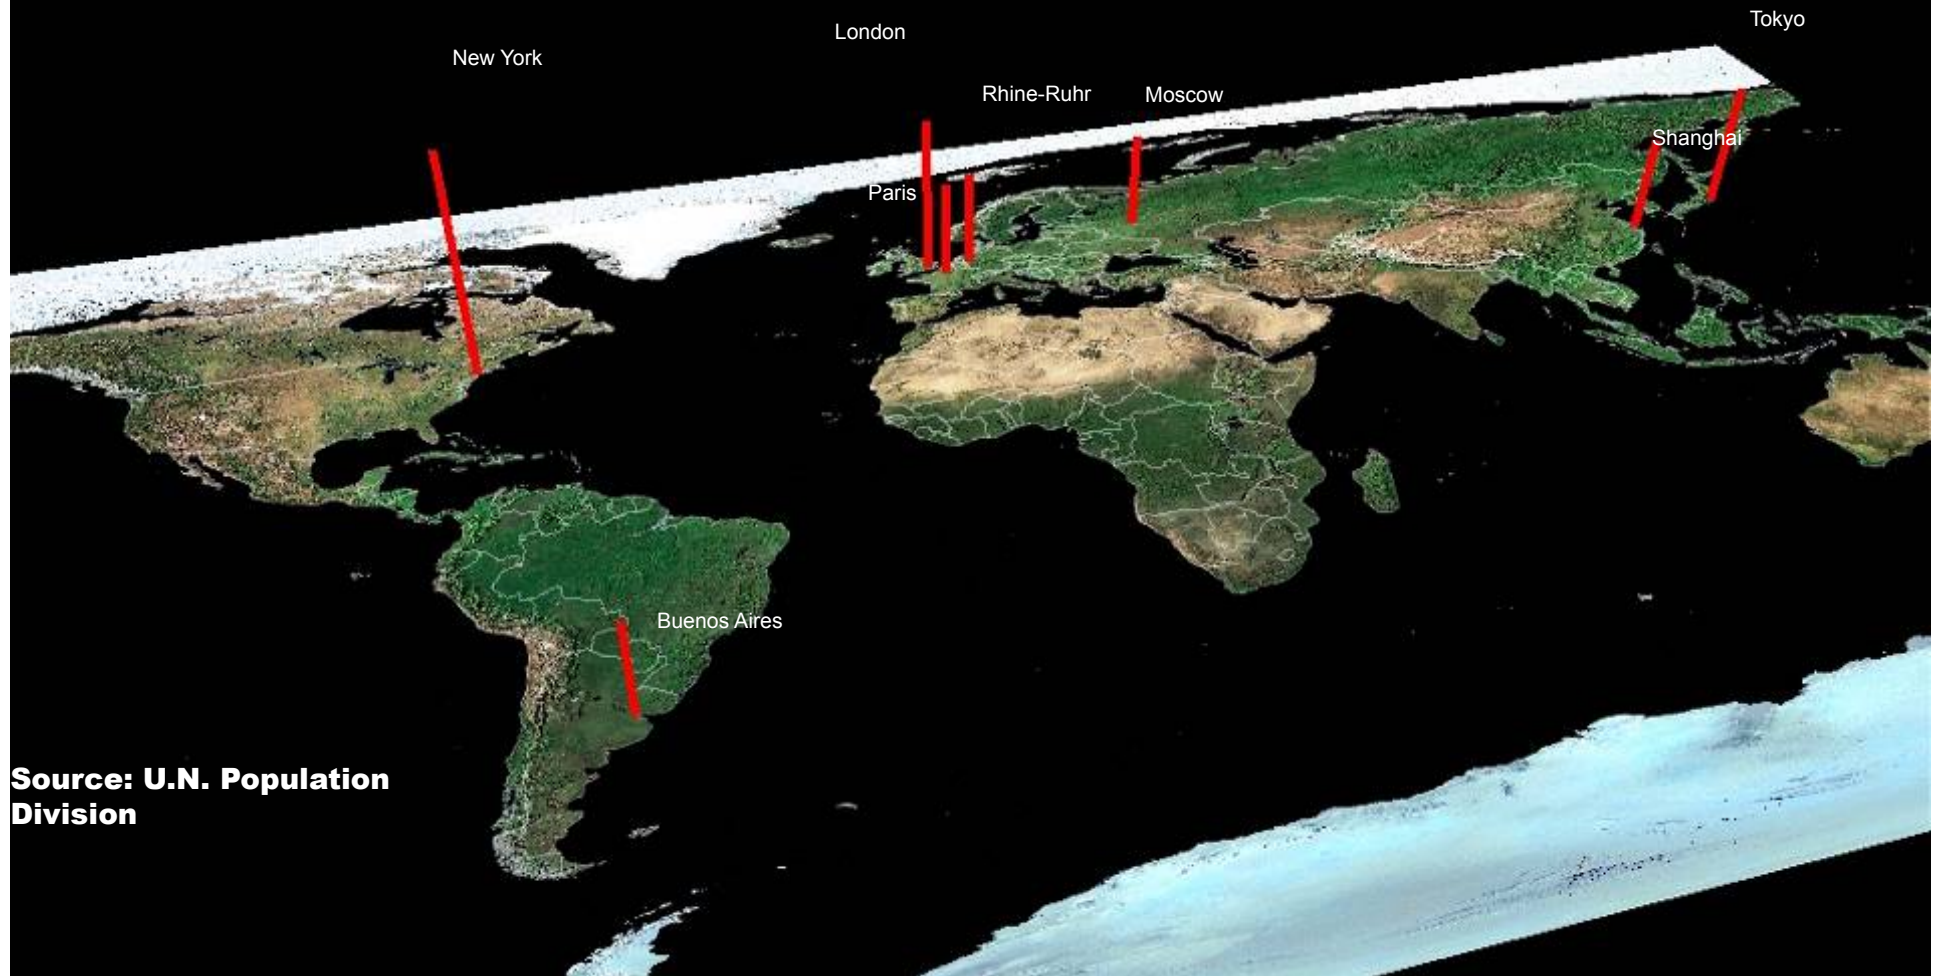 Tokyo
London
New York
Rhine-Ruhr
Moscow
Shanghai
Paris
Buenos Aires
Source: U.N. Population
Division